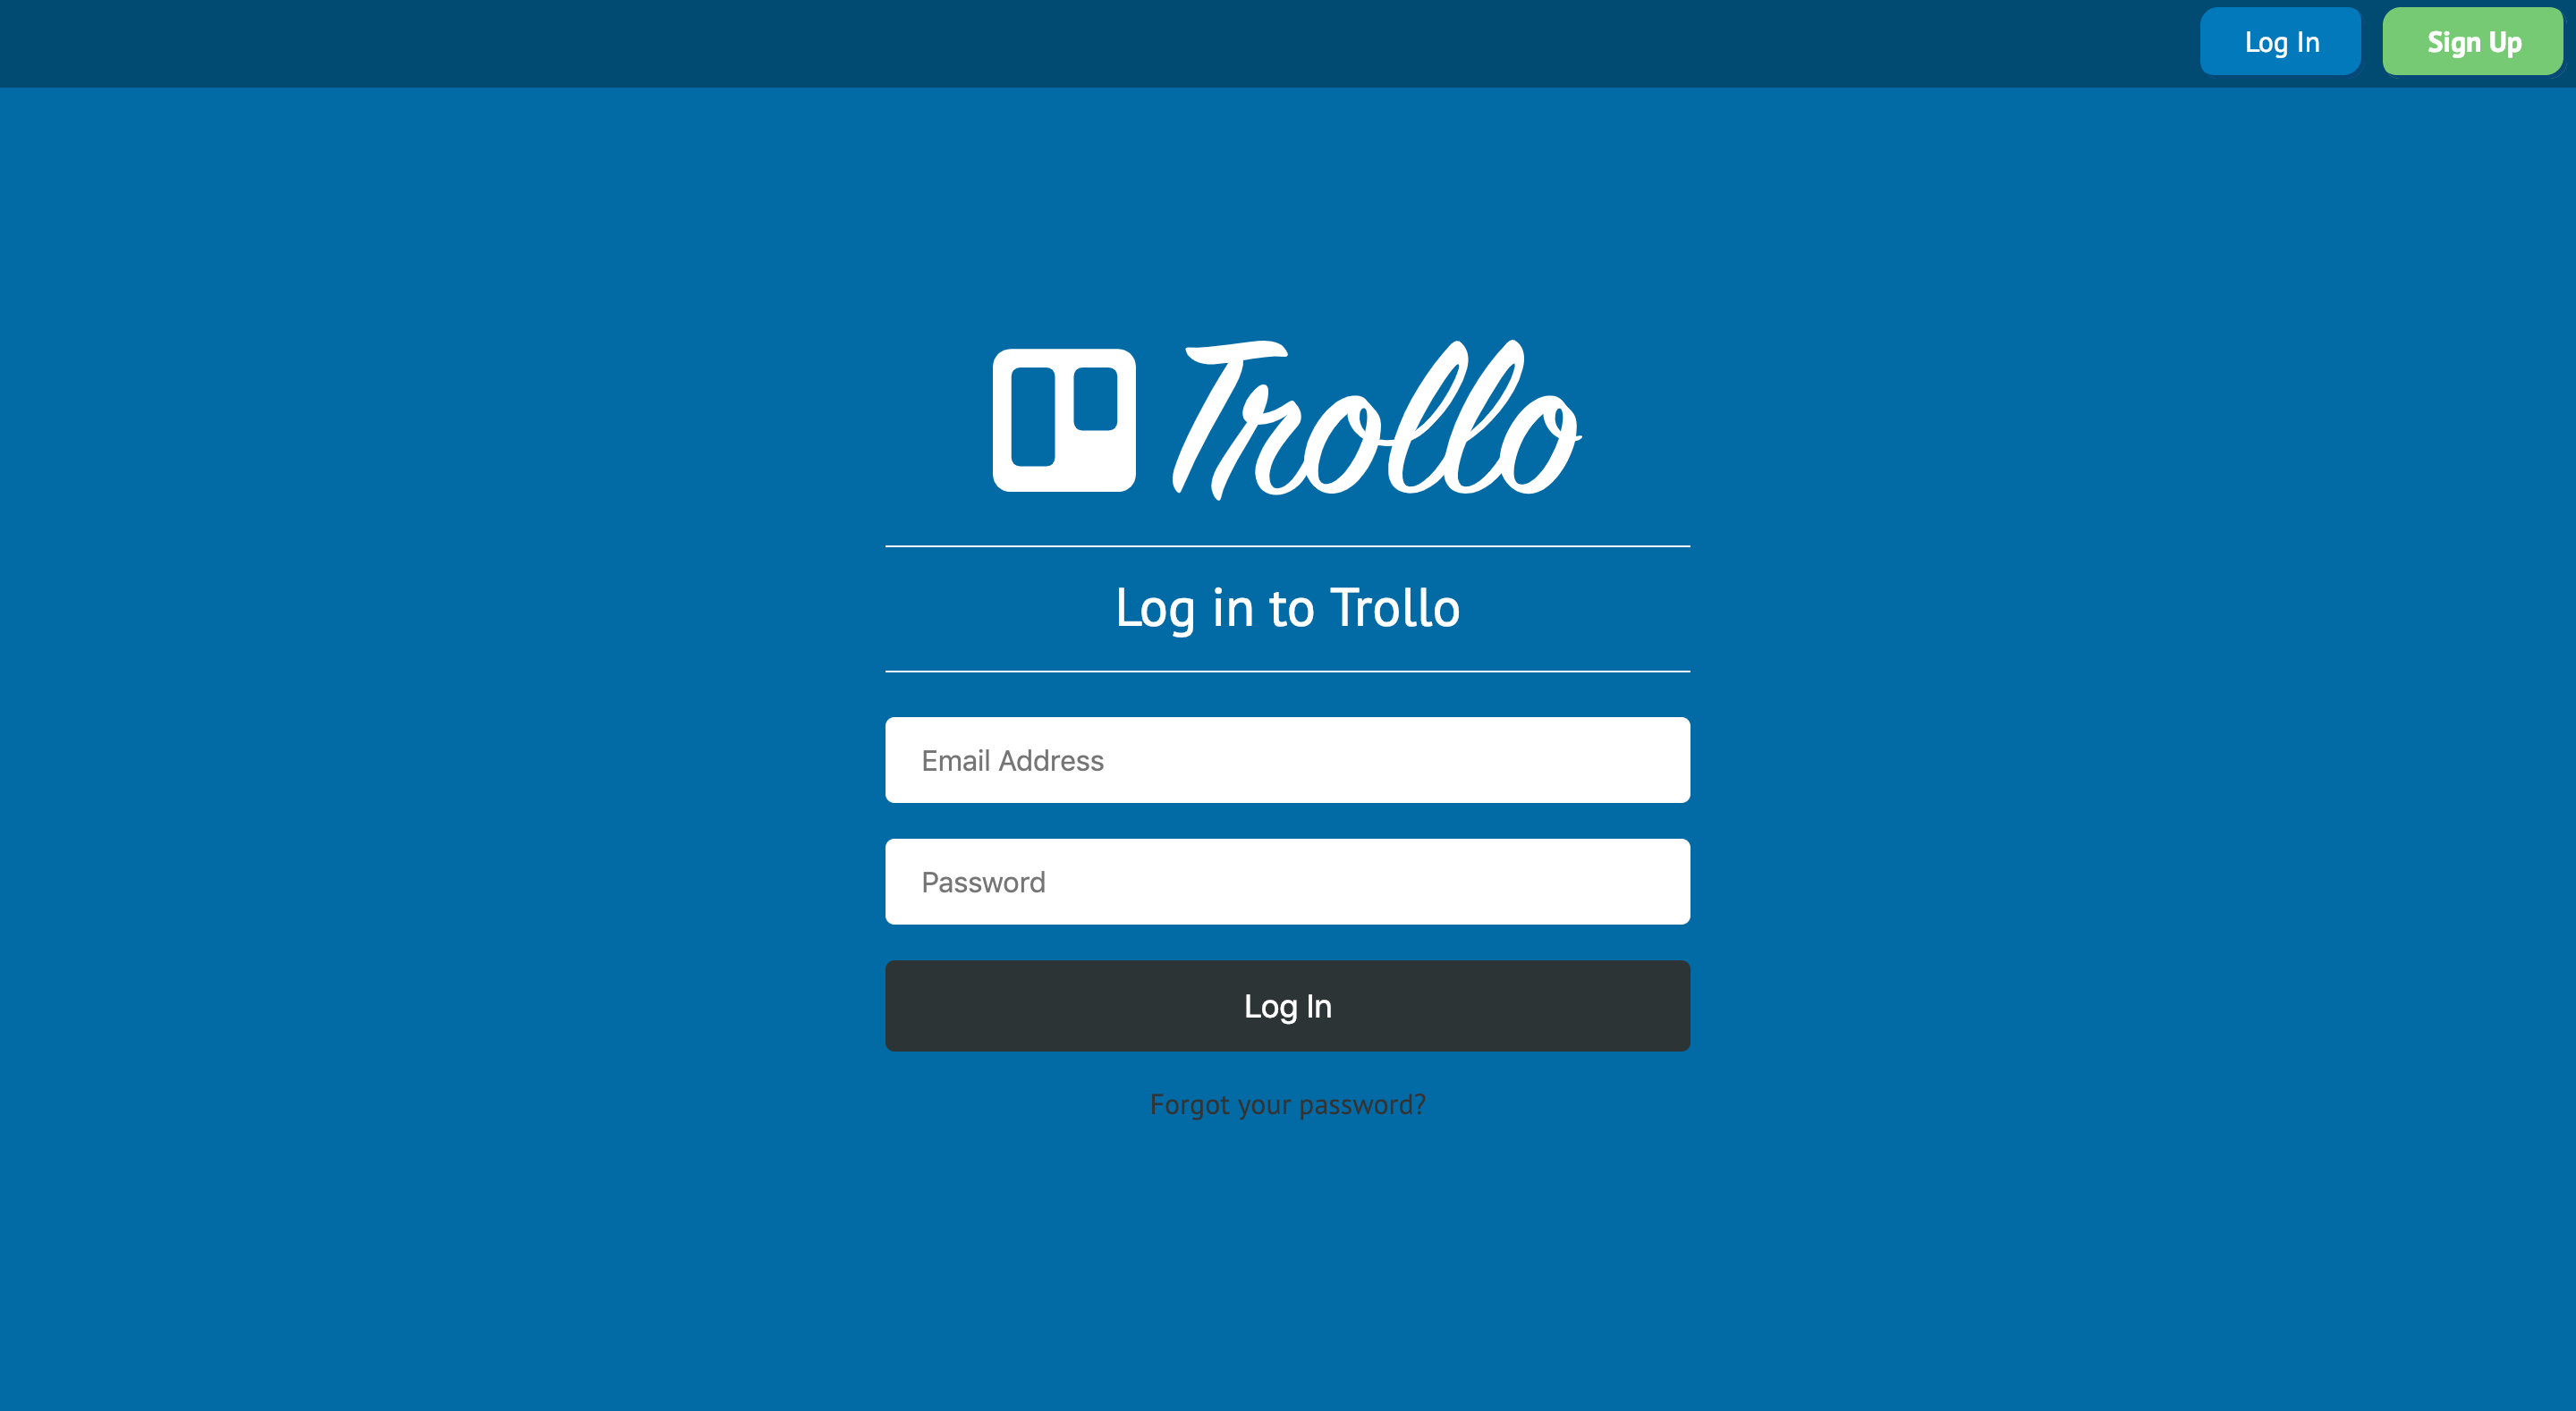 Log In
Sign Up
Trollo
Log in to Trollo
Email Address
Password
Log In
Forgot your password?